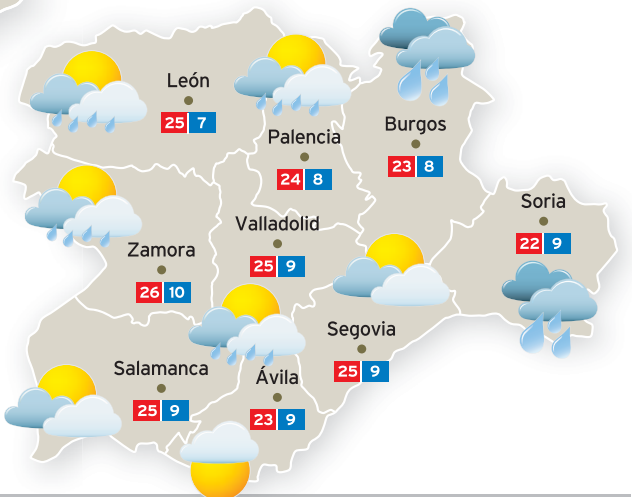 León
25 7
Palencia
24 8
Burgos
23 8
Soria
22 9
Zamora
26 10
Valladolid
25 9
Segovia
25 9
Salamanca
25 9
Ávila
23 9